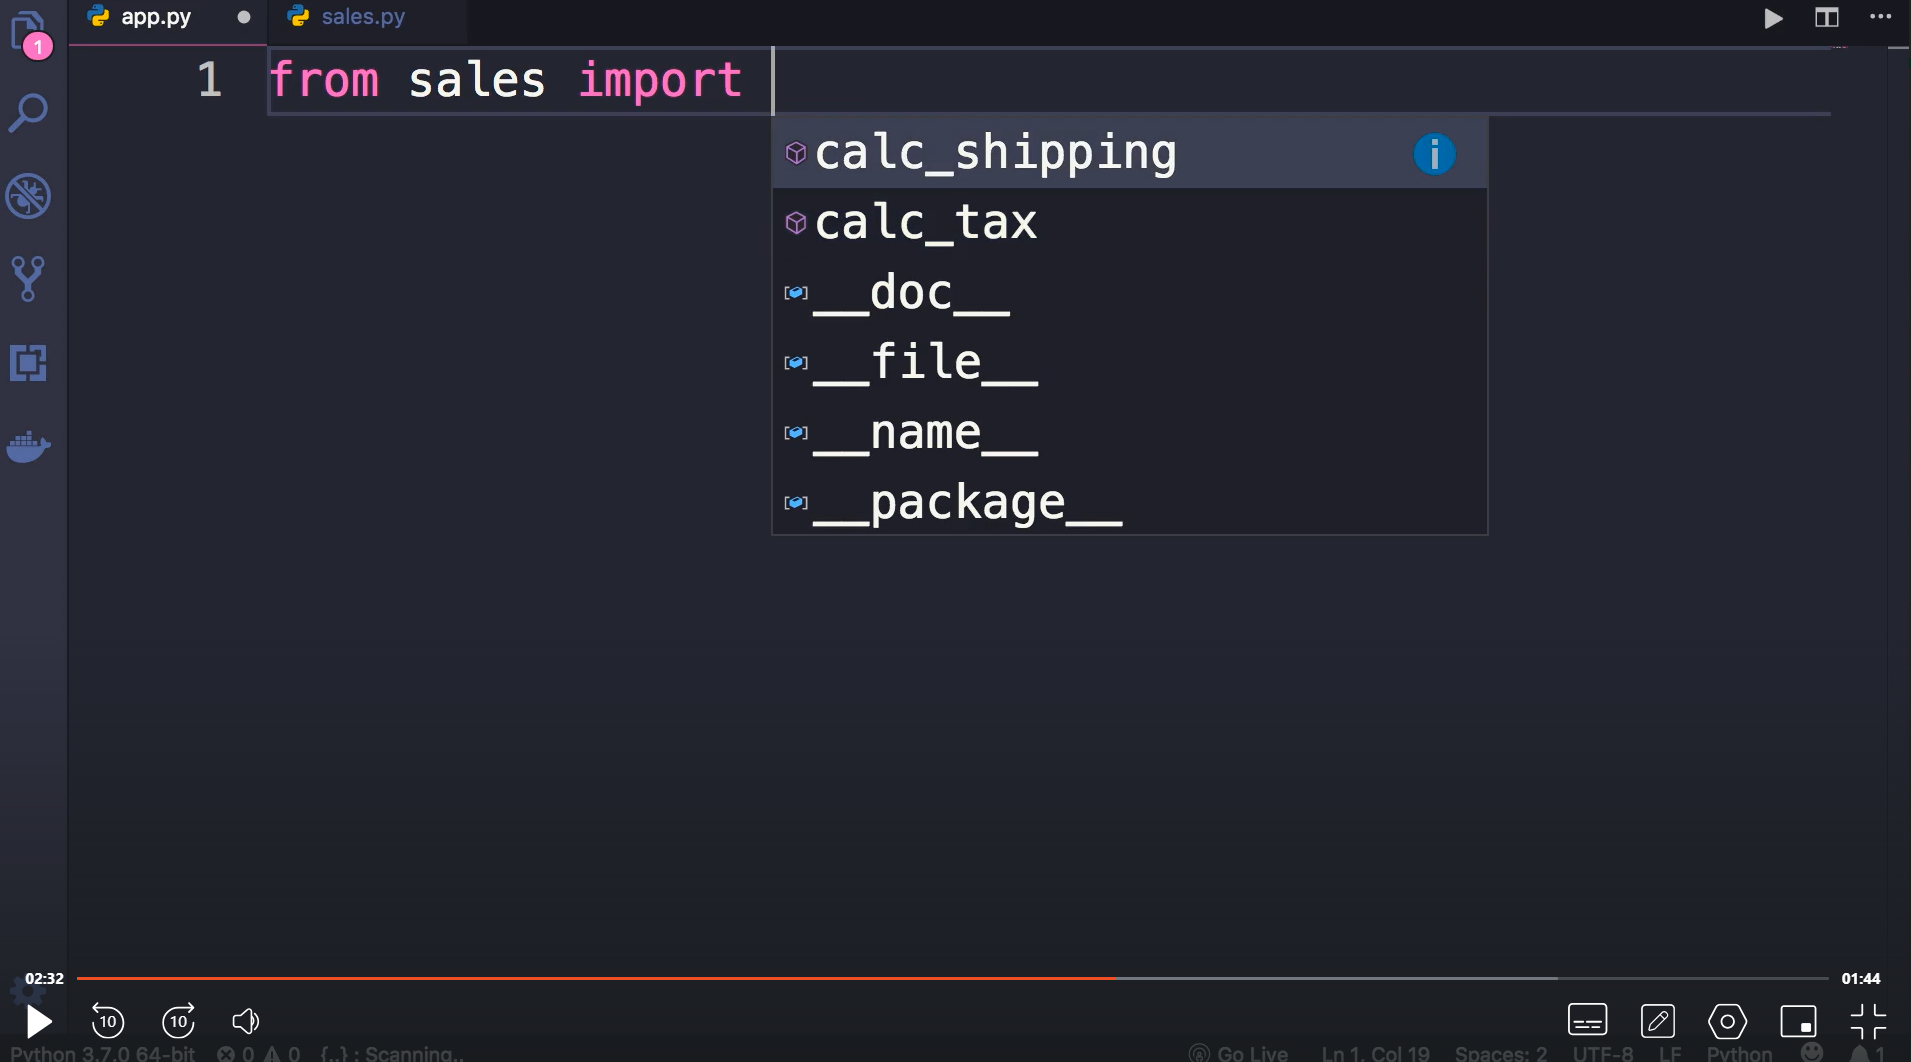 app.py
sales.py
1
1 from sales import
calc_shipping
calc_tax
__doc__
__file__
__name__
__package__
02:32
01:44
10
10
Python 3.7.0 64-bit 0 0 {..} : Scanning.. Go Live Ln 1, Col 19 Spaces: 2 UTF-8 LF Python 1